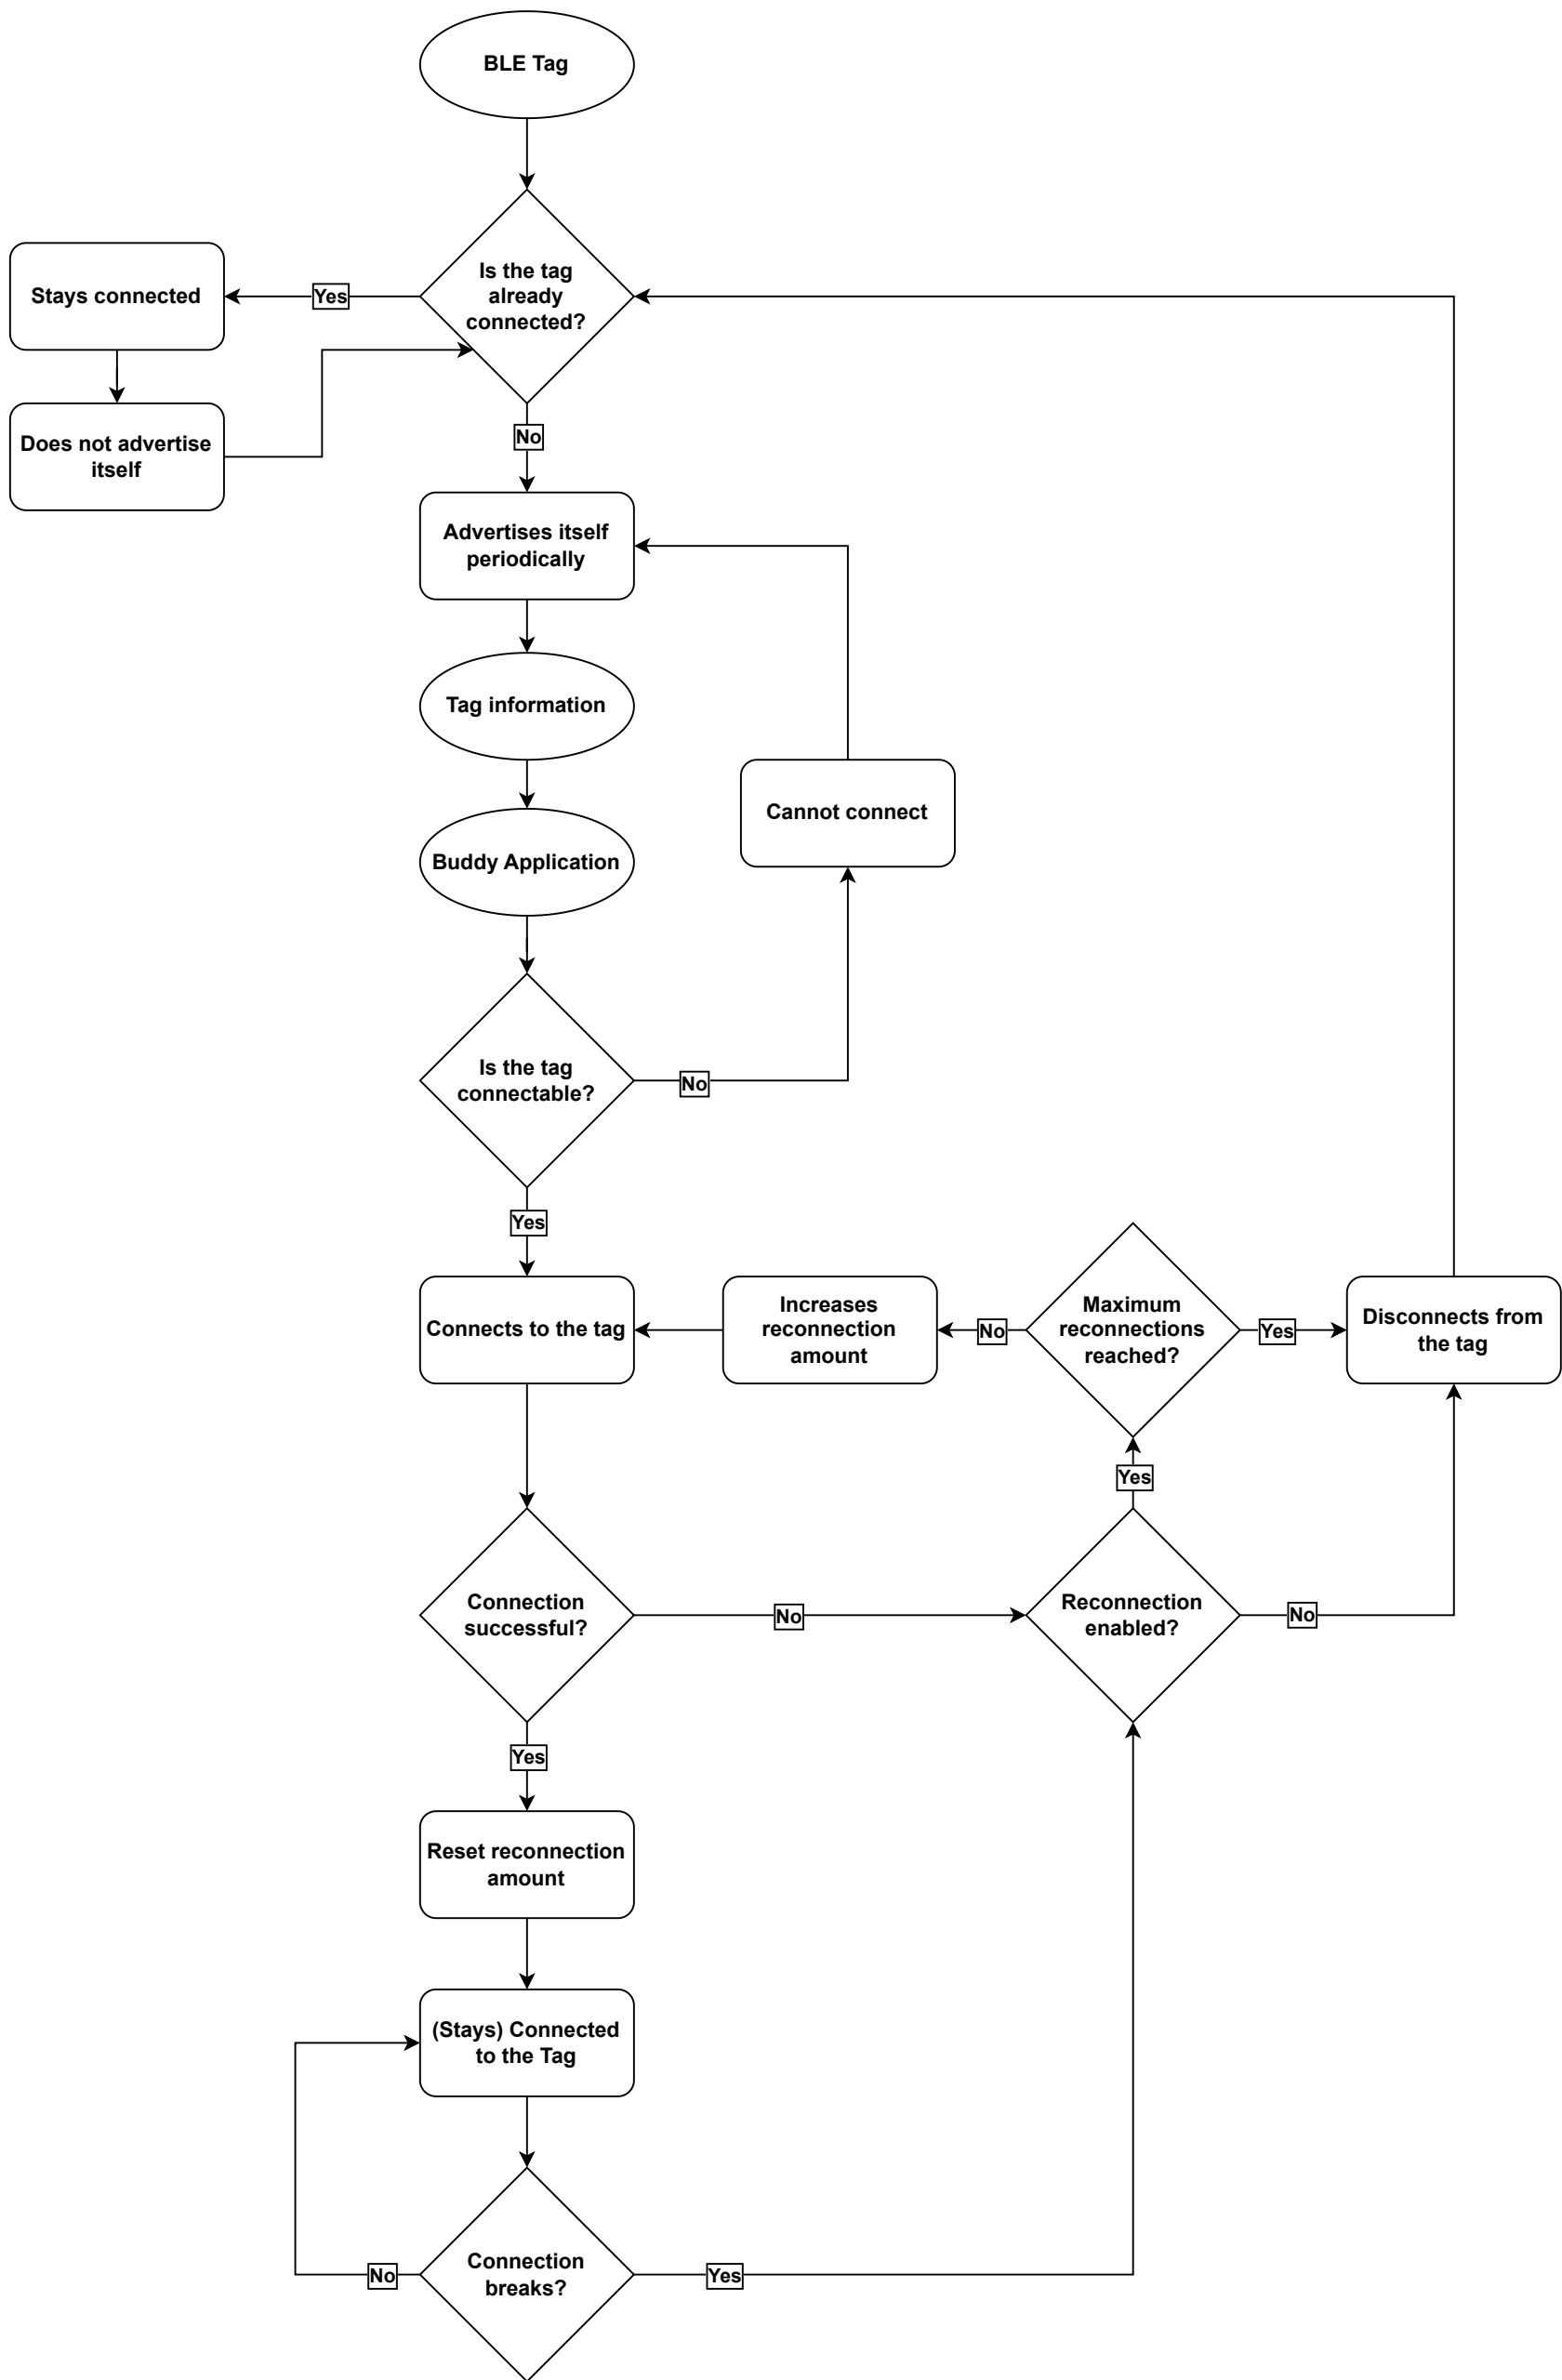 BLE Tag
Is the tag
already
connected?
Yes
Stays connected
Does not advertise
itself
No
Advertises itself
periodically
Tag information
Cannot connect
Buddy Application
Is the tag
connectable?
No
Yes
Connects to the tag
Increases
reconnection
amount
No
Maximum
reconnections
reached?
Yes
Disconnects from
the tag
Yes
Connection
successful?
No
Reconnection
enabled?
No
Yes
Reset reconnection
amount
(Stays) Connected
to the Tag
Connection
breaks?
No
Yes